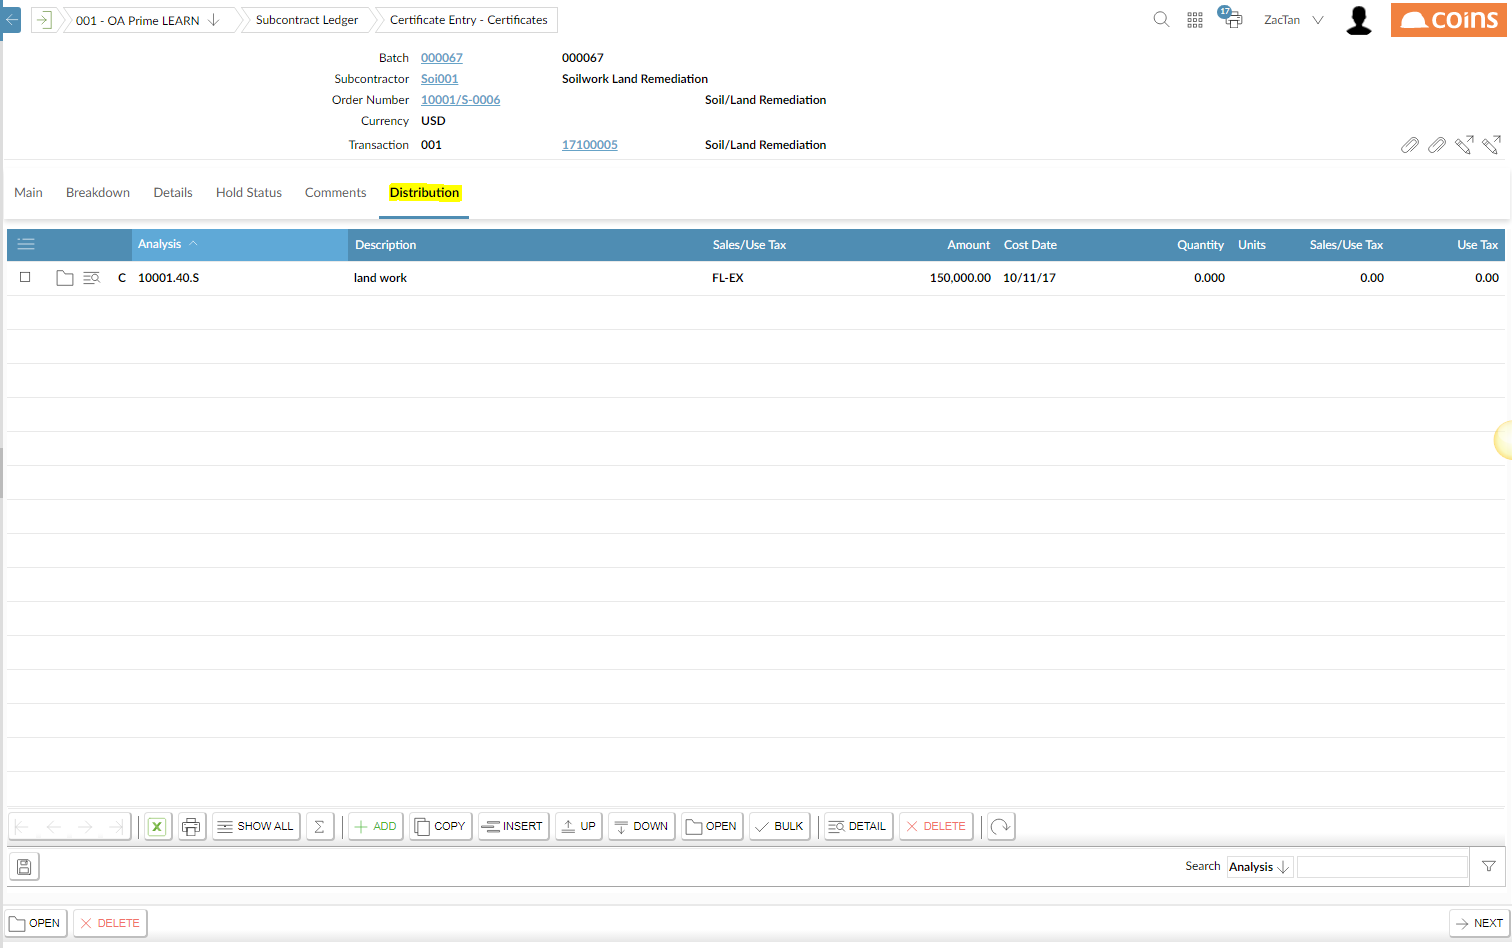 001 - OA Prime LEARN Subcontract Ledger Certificate Entry - Certificates 17 ZacTan coins
Batch 000067 000067
Subcontractor Soi001 Soilwork Land Remediation
Order Number 10001/S-0006 Soil/Land Remediation
Currency USD
Transaction 001 17100005 Soil/Land Remediation
Main Breakdown Details Hold Status Comments Distribution
Analysis Description Sales/Use Tax Amount Cost Date Quantity Units Sales/Use Tax Use Tax
C 10001.40.S land work FL-EX 150,000.00 10/11/17 0.000 0.00 0.00
SHOW ALL Σ ADD COPY INSERT UP DOWN OPEN BULK DETAIL DELETE
Search Analysis
OPEN DELETE NEXT